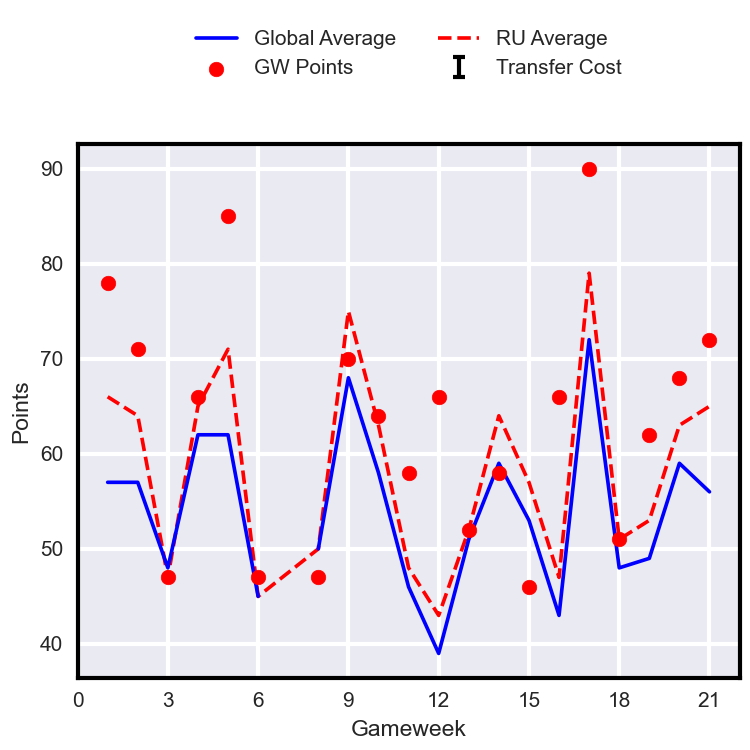 Global Average
RU Average
GW Points
Transfer Cost
90
80
70
60
50
40
Points
0 3 6 9 12 15 18 21
Gameweek